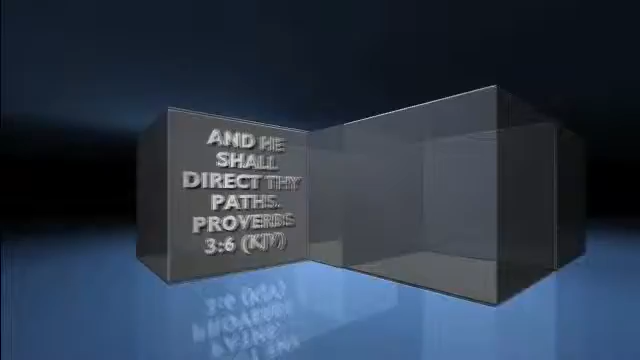 AND HE
SHALL
DIRECT THY
PATHS.
PROVERBS
3:6 (KJV)